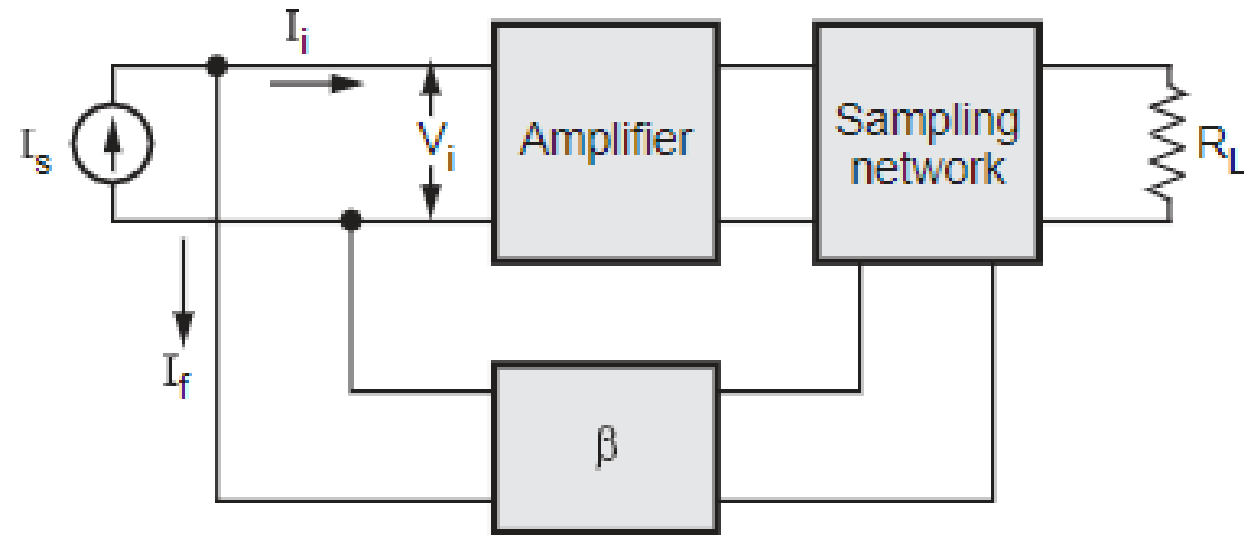 I_i
I_s
V_i
Amplifier
Sampling
network
R_L
I_f
β